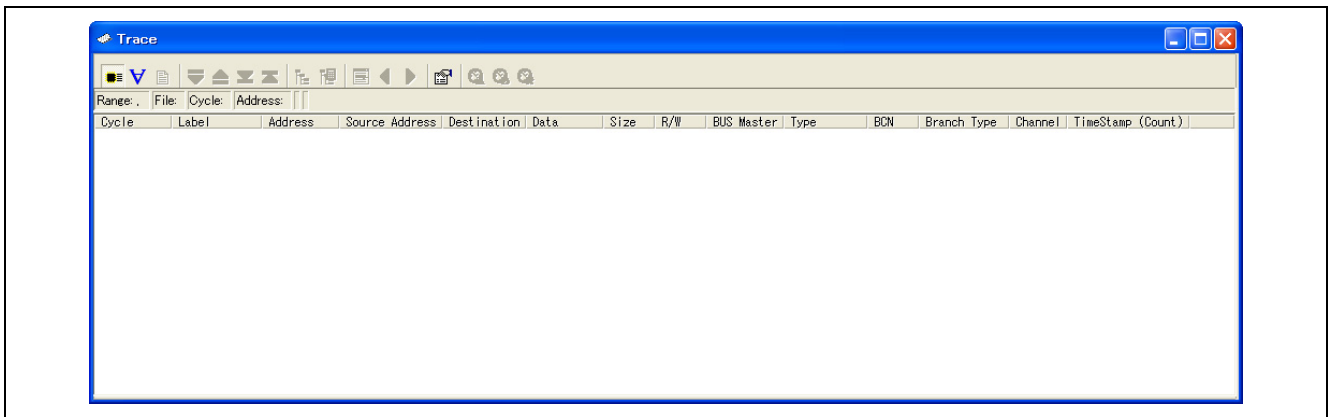 Trace
Range: , File: Cycle: Address:
Cycle Label Address Source Address Destination Data Size R/W BUS Master Type BCN Branch Type Channel TimeStamp (Count)